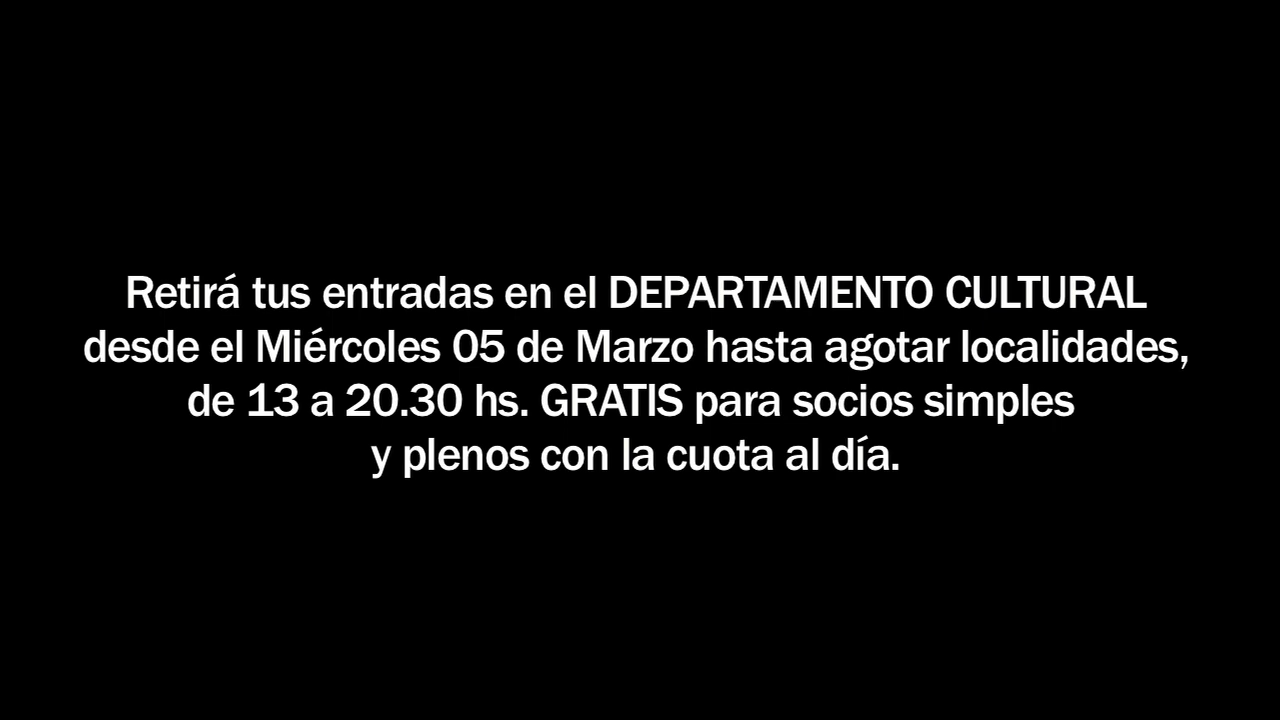 Retirá tus entradas en el DEPARTAMENTO CULTURAL
desde el Miércoles 05 de Marzo hasta agotar localidades,
de 13 a 20.30 hs. GRATIS para socios simples
y plenos con la cuota al día.